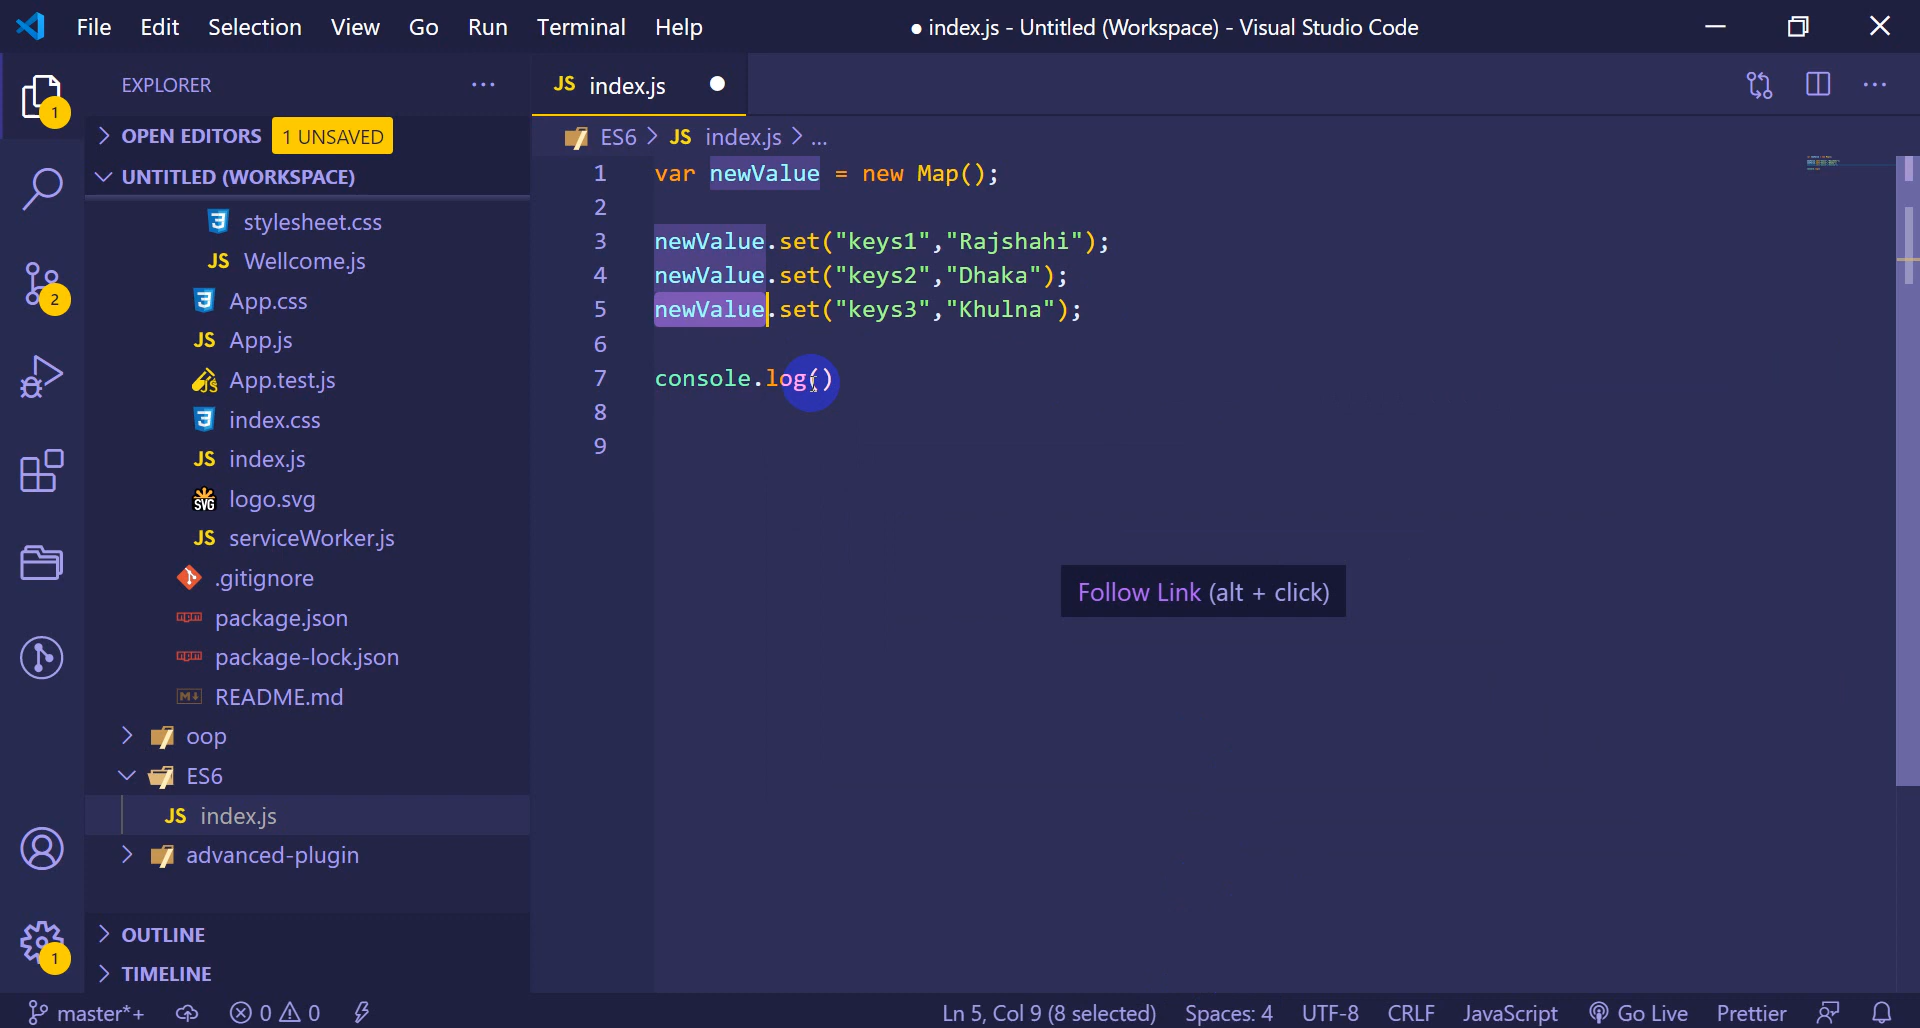 File Edit Selection View Go Run Terminal Help
● index.js - Untitled (Workspace) - Visual Studio Code
EXPLORER
1
OPEN EDITORS 1 UNSAVED
UNTITLED (WORKSPACE)
stylesheet.css
JS Wellcome.js
App.css
2
JS App.js
App.test.js
index.css
JS index.js
SVG logo.svg
JS serviceWorker.js
.gitignore
npm package.json
npm package-lock.json
M README.md
oop
ES6
JS index.js
advanced-plugin
OUTLINE
1
TIMELINE
JS index.js
ES6 > JS index.js > ...
1 var newValue = new Map();
2
3 newValue.set("keys1","Rajshahi");
4 newValue.set("keys2","Dhaka");
5 newValue.set("keys3","Khulna");
6
7 console.log()
8
9
Follow Link (alt + click)
master*+ 0 0 Ln 5, Col 9 (8 selected) Spaces: 4 UTF-8 CRLF JavaScript Go Live Prettier